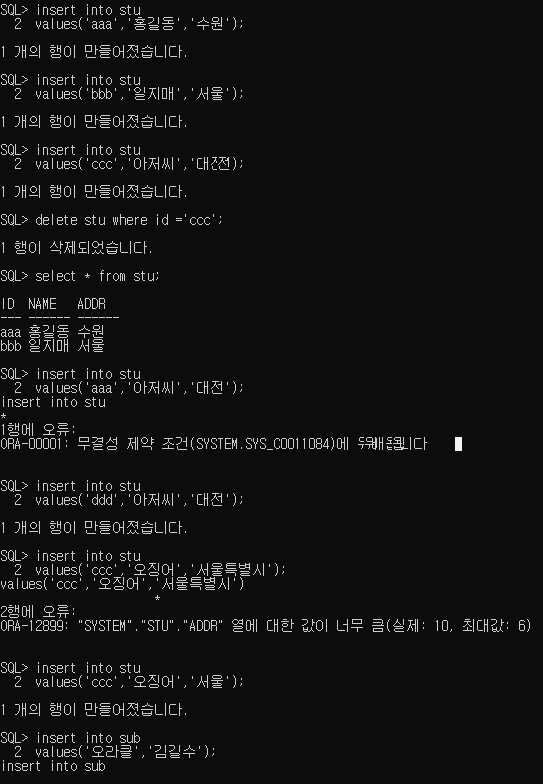 SQL> insert into stu
2 values('aaa','홍길동','수원');
1 개의 행이 만들어졌습니다.
SQL> insert into stu
2 values('bbb','일지매','서울');
1 개의 행이 만들어졌습니다.
SQL> insert into stu
2 values('ccc','아저씨','대전');
1 개의 행이 만들어졌습니다.
SQL> delete stu where id ='ccc';
1 행이 삭제되었습니다.
SQL> select * from stu;
ID NAME ADDR
--- ------ ------
aaa 홍길동 수원
bbb 일지매 서울
SQL> insert into stu
2 values('aaa','아저씨','대전');
insert into stu
*
1행에 오류:
ORA-00001: 무결성 제약 조건(SYSTEM.SYS_C0011084)에
SQL> insert into stu
2 values('ddd','아저씨','대전');
1 개의 행이 만들어졌습니다.
SQL> insert into stu
2 values('ccc','오징어','서울특별시');
values('ccc','오징어','서울특별시')
*
2행에 오류:
ORA-12899: "SYSTEM"."STU"."ADDR" 열에 대한 값이 너무 큼(실제: 10, 최대값: 6)
SQL> insert into stu
2 values('ccc','오징어','서울');
1 개의 행이 만들어졌습니다.
SQL> insert into sub
2 values('오라클','김길수');
insert into sub